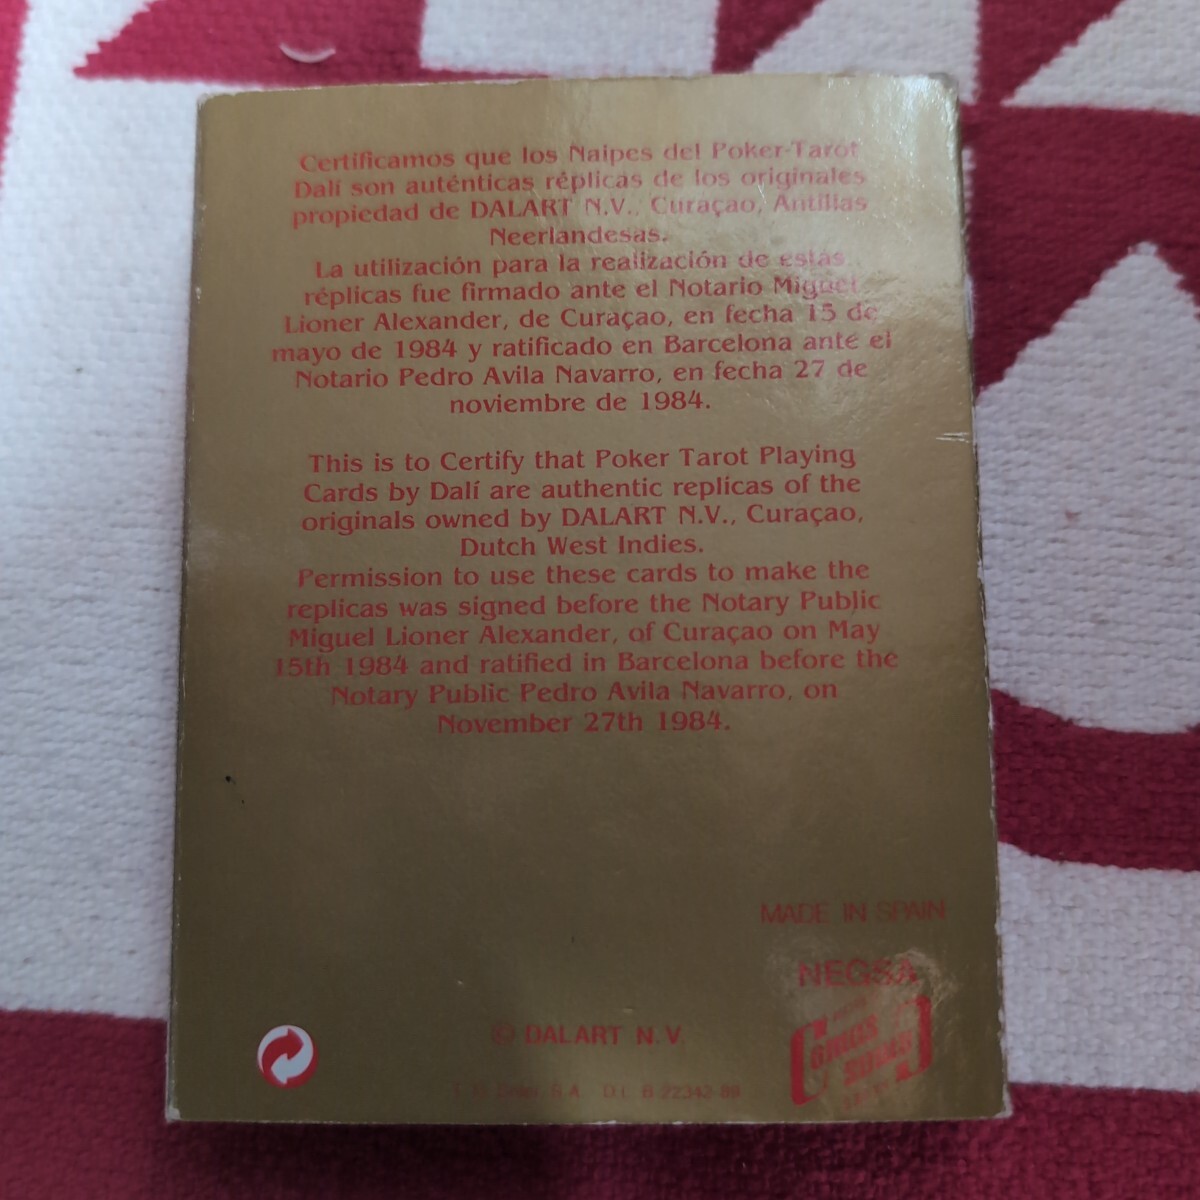 Certificamos que los Naipes del Poker-Tarot
Dalí son auténticas réplicas de los originales
propiedad de DALART N.V., Curaçao, Antillas
Neerlandesas.
La utilización para la realización de estas
réplicas fue firmado ante el Notario Miguel
Lioner Alexander, de Curaçao, en fecha 15 de
mayo de 1984 y ratificado en Barcelona ante el
Notario Pedro Avila Navarro, en fecha 27 de
noviembre de 1984.
This is to Certify that Poker Tarot Playing
Cards by Dalí are authentic replicas of the
originals owned by DALART N.V., Curaçao,
Dutch West Indies.
Permission to use these cards to make the
replicas was signed before the Notary Public
Miguel Lioner Alexander, of Curaçao on May
15th 1984 and ratified in Barcelona before the
Notary Public Pedro Avila Navarro, on
November 27th 1984.
MADE IN SPAIN
NEGSA
© DALART N.V.
S.A. D.L. B-22342-89